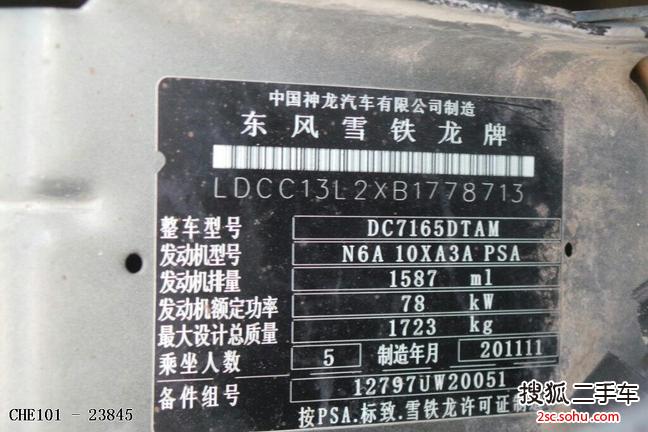 中国神龙汽车有限公司制造
东风雪铁龙牌
LDCC13L2XB1778713
整车型号 DC7165DTAM
发动机型号 N6A 10XA3A PSA
发动机排量 1587 ml
发动机额定功率 78 kW
最大设计总质量 1723 kg
乘坐人数 5 制造年月 201111
备件组号 12797UW20051
按PSA.标致.雪铁龙许可证制
CHE101 - 23845
搜狐二手车
2sc.sohu.com